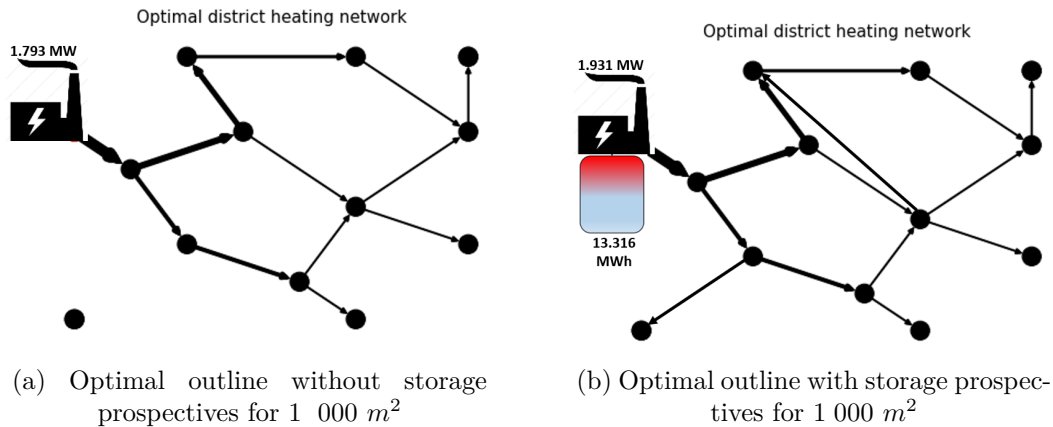 Optimal district heating network
1.793 MW
(a) Optimal outline without storage
prospectives for 1 000 m²
Optimal district heating network
1.931 MW
13.316
MWh
(b) Optimal outline with storage prospec-
tives for 1 000 m²